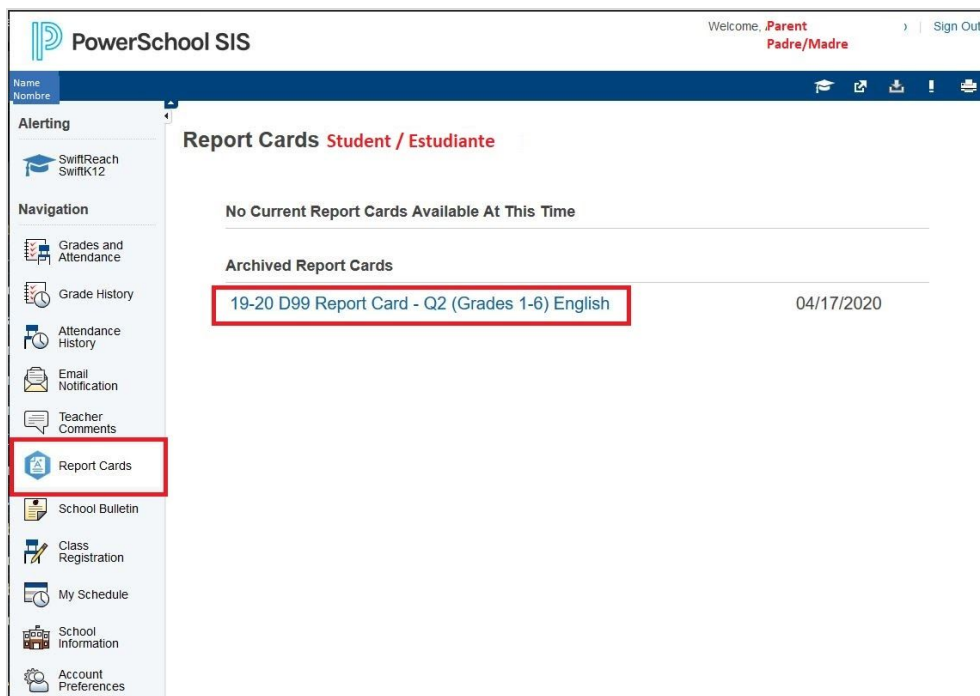 PowerSchool SIS
Welcome, Parent
Padre/Madre
Sign Out
Name
Nombre
Alerting
SwiftReach
SwiftK12
Navigation
Grades and
Attendance
Grade History
Attendance
History
Email
Notification
Teacher
Comments
Report Cards
School Bulletin
Class
Registration
My Schedule
School
Information
Account
Preferences
Report Cards Student / Estudiante
No Current Report Cards Available At This Time
Archived Report Cards
19-20 D99 Report Card - Q2 (Grades 1-6) English 04/17/2020